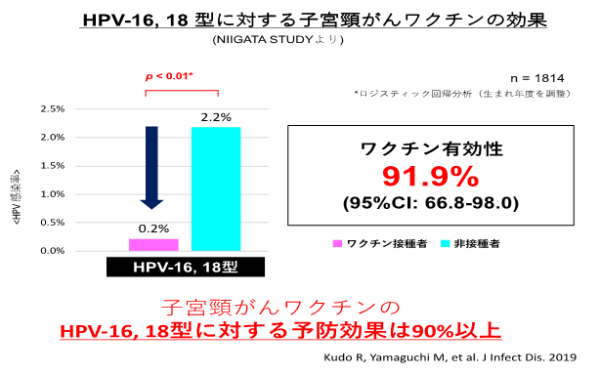 HPV-16, 18 型に対する子宮頸がんワクチンの効果
(NIIGATA STUDYより)
n = 1814
*ロジスティック回帰分析（生まれ年度を調整）
p < 0.01*
<HPV 感染率>
2.5%
2.0%
1.5%
1.0%
0.5%
0.0%
0.2%
2.2%
HPV-16, 18型
ワクチン有効性
91.9%
(95%CI: 66.8-98.0)
ワクチン接種者 非接種者
子宮頸がんワクチンの
HPV-16, 18型に対する予防効果は90%以上
Kudo R, Yamaguchi M, et al. J Infect Dis. 2019